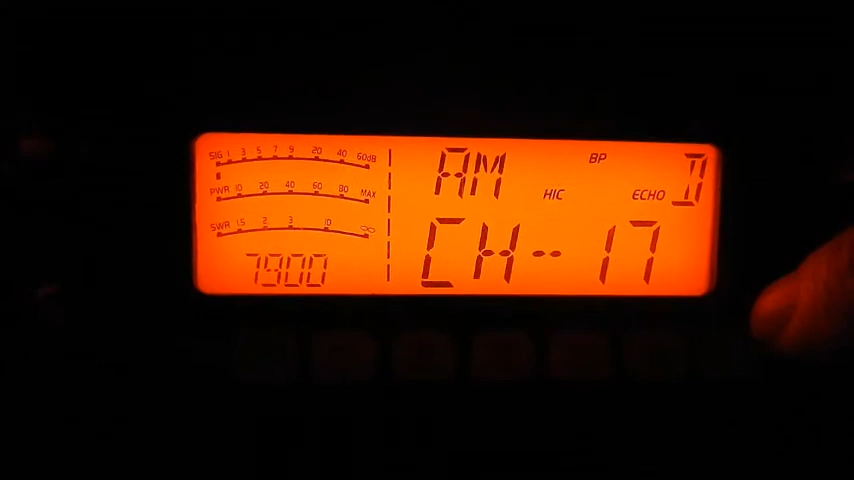 SIG 1 3 5 7 9 20 40 60dB
PWR 10 20 40 60 80 MAX
SWR 1.5 2 3 10 ∞
7900
AM BP D
HIC ECHO
CH--17